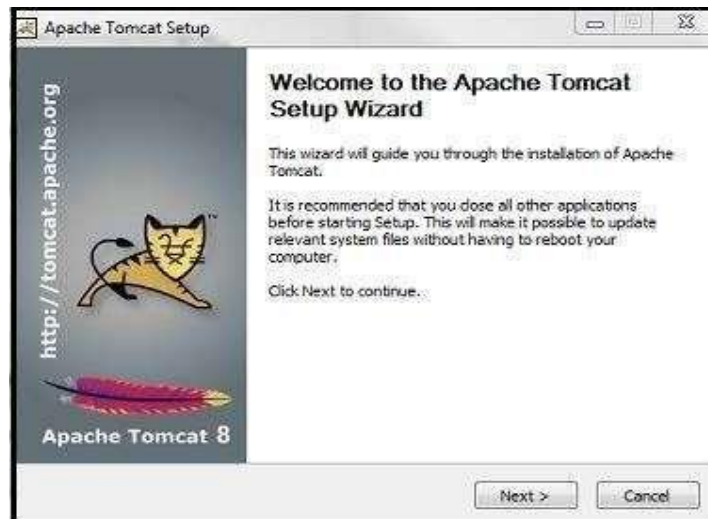 Apache Tomcat Setup
http://tomcat.apache.org
TM
Apache Tomcat 8
Welcome to the Apache Tomcat
Setup Wizard
This wizard will guide you through the installation of Apache
Tomcat.
It is recommended that you close all other applications
before starting Setup. This will make it possible to update
relevant system files without having to reboot your
computer.
Click Next to continue.
Next >
Cancel